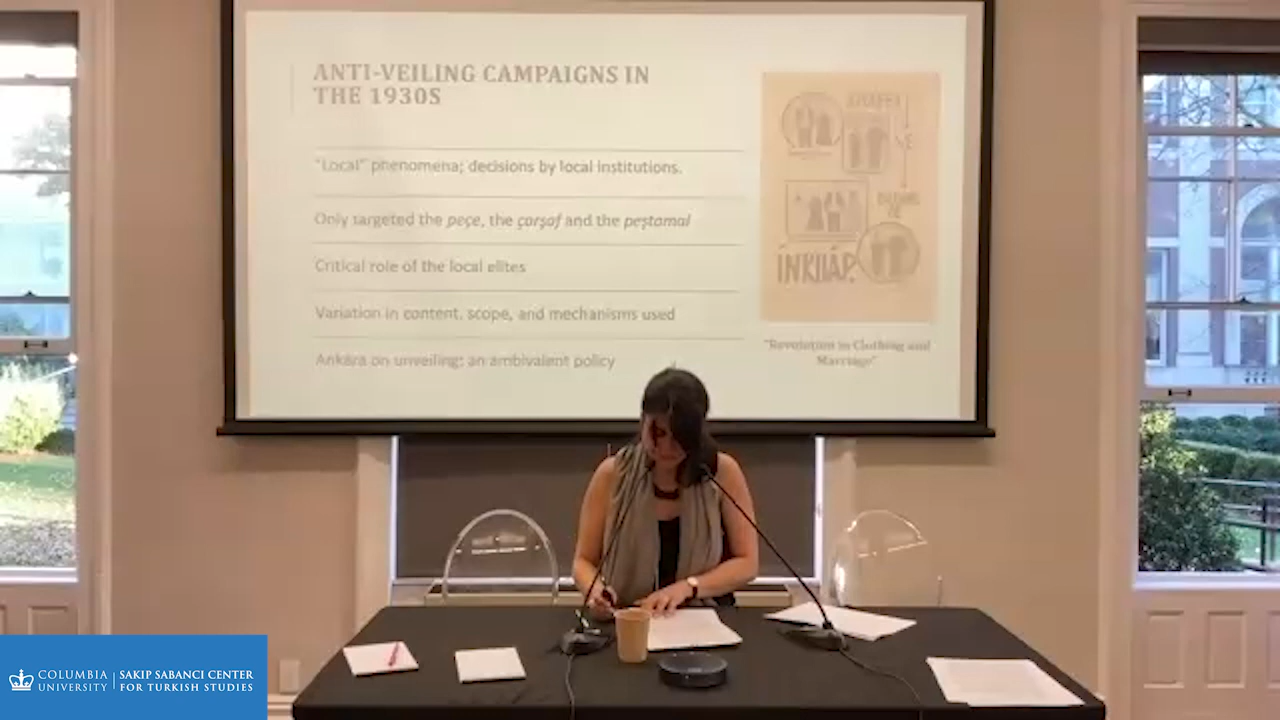 ANTI-VEILING CAMPAIGNS IN
THE 1930S
"Local" phenomena; decisions by local institutions.
Only targeted the peçe, the çarşaf and the peştamal
Critical role of the local elites
Variation in content, scope, and mechanisms used
Ankara on unveiling: an ambivalent policy
İNKILÂP
"Revolution in Clothing and
Marriage"
COLUMBIA
UNIVERSITY
SAKIP SABANCI CENTER
FOR TURKISH STUDIES